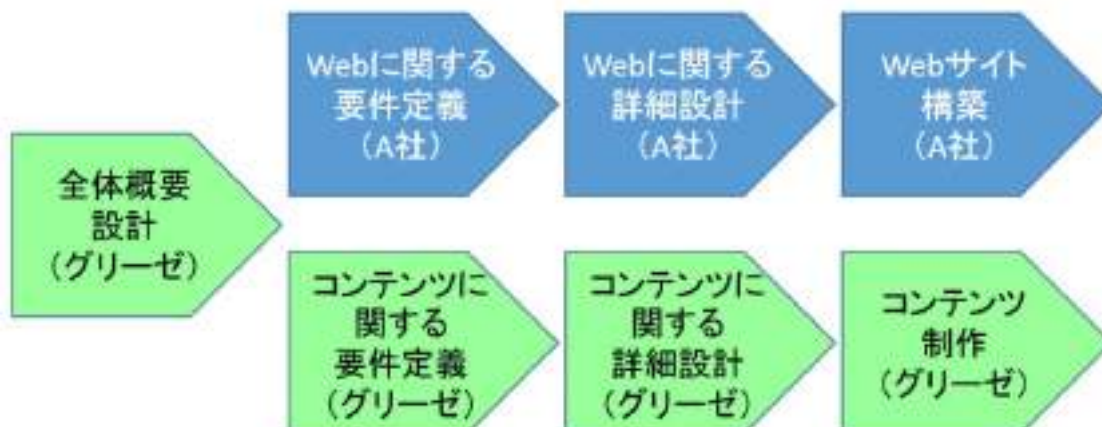 全体概要
設計
（グリーゼ）
Webに関する
要件定義
（A社）
Webに関する
詳細設計
（A社）
Webサイト
構築
（A社）
コンテンツに
関する
要件定義
（グリーゼ）
コンテンツに
関する
詳細設計
（グリーゼ）
コンテンツ
制作
（グリーゼ）